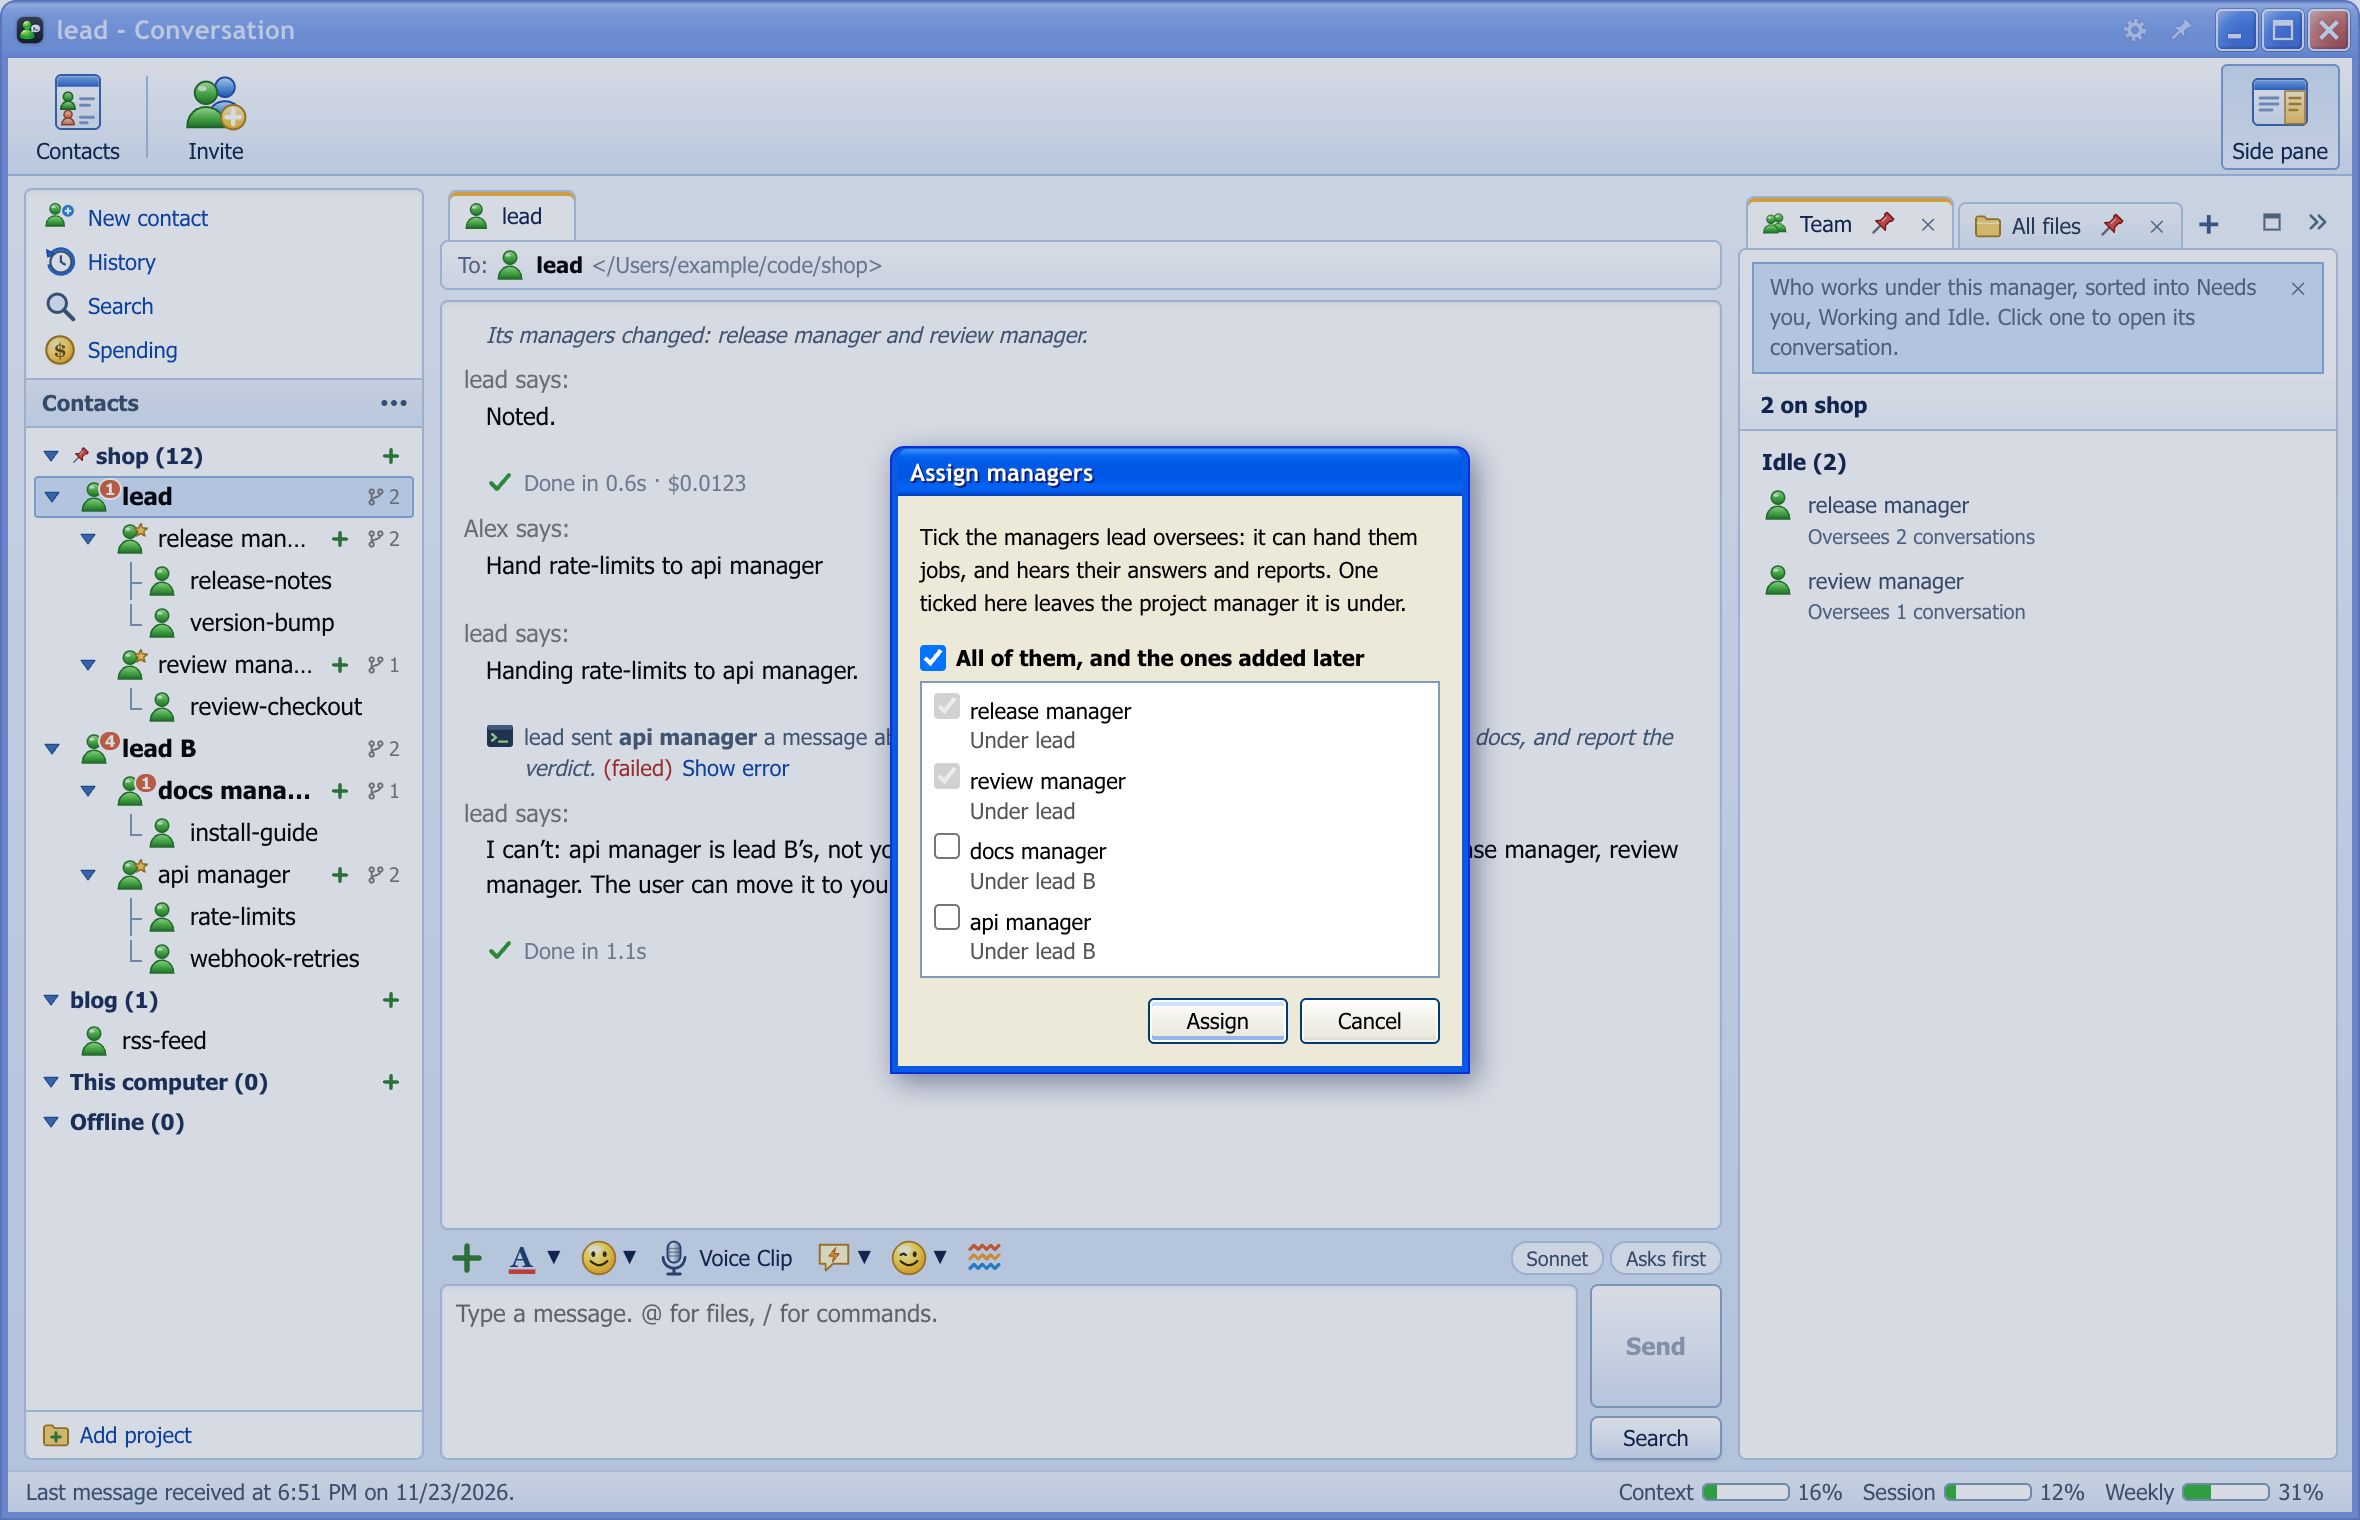 lead - Conversation
Contacts
Invite
Side pane
New contact
History
Search
Spending
Contacts
shop (12)
1
lead
2
release man...
2
release-notes
version-bump
review mana...
1
review-checkout
4
lead B
2
1
docs mana...
1
install-guide
api manager
2
rate-limits
webhook-retries
blog (1)
rss-feed
This computer (0)
Offline (0)
Add project
lead
To: lead </Users/example/code/shop>
Its managers changed: release manager and review manager.
lead says:
Noted.
Done in 0.6s · $0.0123
Alex says:
Hand rate-limits to api manager
lead says:
Handing rate-limits to api manager.
lead sent api manager a message ab
docs, and report the
verdict. (failed) Show error
lead says:
I can't: api manager is lead B's, not yo
se manager, review
manager. The user can move it to you
Done in 1.1s
Assign managers
Tick the managers lead oversees: it can hand them
jobs, and hears their answers and reports. One
ticked here leaves the project manager it is under.
All of them, and the ones added later
release manager
Under lead
review manager
Under lead
docs manager
Under lead B
api manager
Under lead B
Assign
Cancel
A
Voice Clip
Sonnet
Asks first
Type a message. @ for files, / for commands.
Send
Search
Team
All files
Who works under this manager, sorted into Needs
you, Working and Idle. Click one to open its
conversation.
2 on shop
Idle (2)
release manager
Oversees 2 conversations
review manager
Oversees 1 conversation
Last message received at 6:51 PM on 11/23/2026.
Context 16%
Session 12%
Weekly 31%